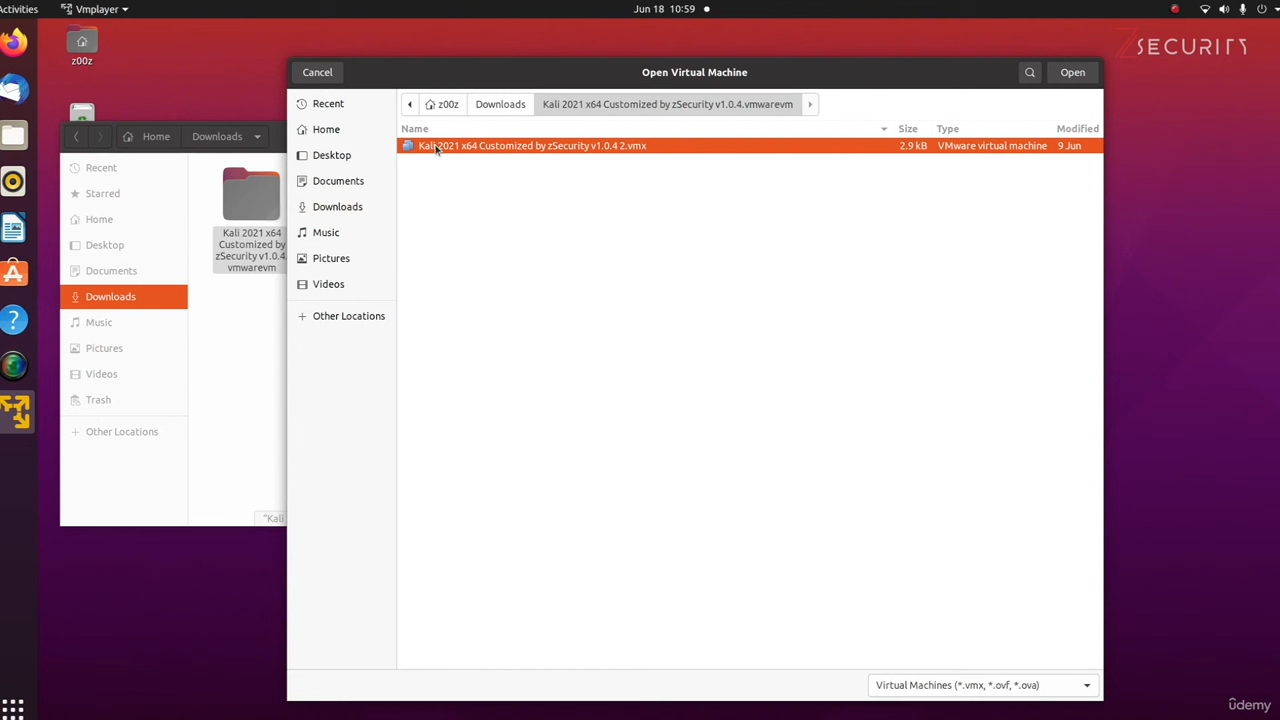 Activities
Vmplayer
Jun 18 10:59
z00z
ZSECURITY
Cancel
Open Virtual Machine
Open
z00z
Downloads
Kali 2021 x64 Customized by zSecurity v1.0.4.vmwarevm
Name
Size
Type
Modified
Kali 2021 x64 Customized by zSecurity v1.0.4 2.vmx
2.9 kB
VMware virtual machine
9 Jun
Recent
Home
Desktop
Documents
Downloads
Music
Pictures
Videos
Other Locations
Virtual Machines (*.vmx, *.ovf, *.ova)
Home
Downloads
Recent
Starred
Home
Desktop
Documents
Downloads
Music
Pictures
Videos
Trash
Other Locations
Kali 2021 x64
Customized by
zSecurity v1.0.4.
vmwarevm
"Kali
ûdemy